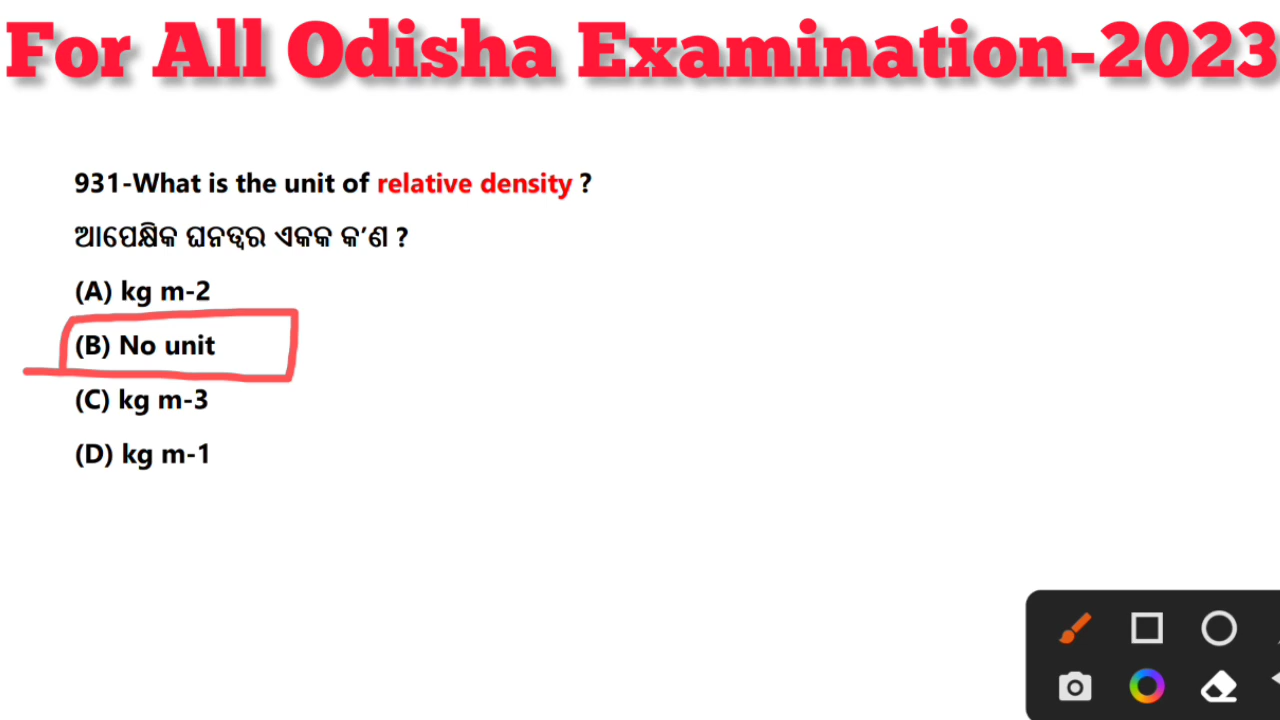 For All Odisha Examination-2023
931-What is the unit of relative density ?
ଆପେକ୍ଷିକ ଘନତ୍ୱର ଏକକ କ'ଣ ?
(A) kg m-2
(B) No unit
(C) kg m-3
(D) kg m-1